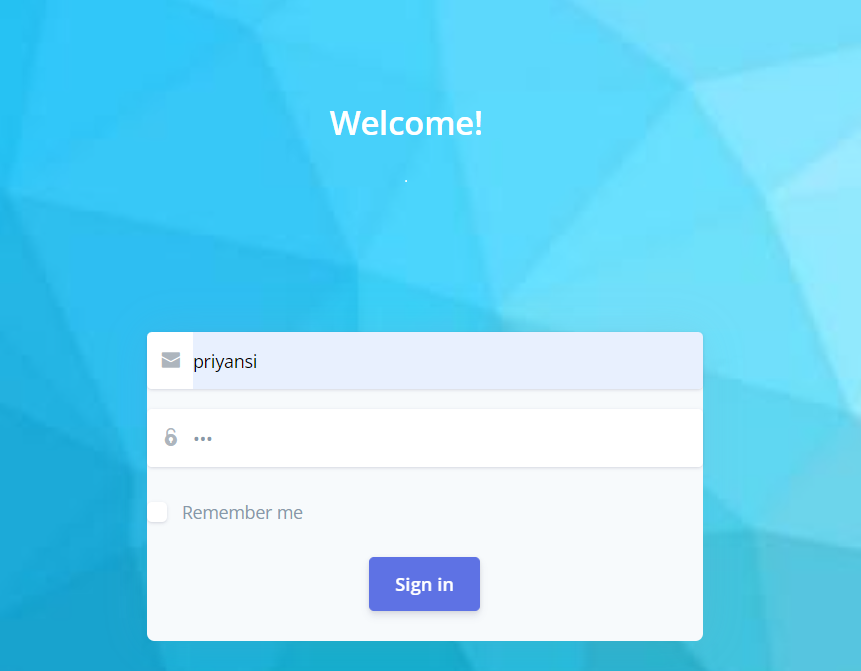 Welcome!
.
priyansi
•••
Remember me
Sign in